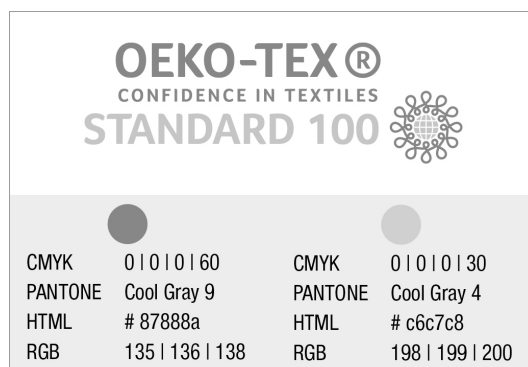 OEKO-TEX®
CONFIDENCE IN TEXTILES
STANDARD 100
CMYK 0 | 0 | 0 | 60
PANTONE Cool Gray 9
HTML # 87888a
RGB 135 | 136 | 138
CMYK 0 | 0 | 0 | 30
PANTONE Cool Gray 4
HTML # c6c7c8
RGB 198 | 199 | 200